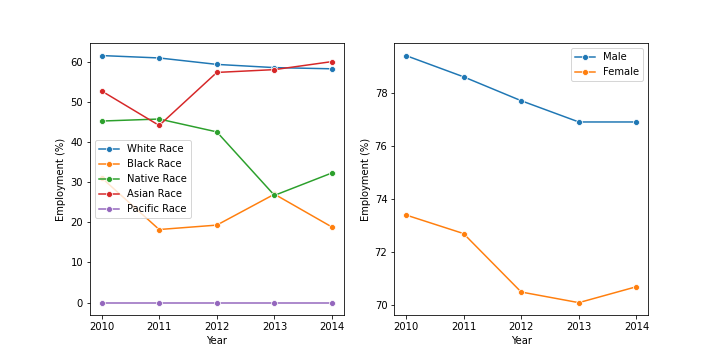 60
50
40
30
20
10
0
Employment (%)
White Race
Black Race
Native Race
Asian Race
Pacific Race
2010 2011 2012 2013 2014
Year
78
76
74
72
70
Employment (%)
Male
Female
2010 2011 2012 2013 2014
Year